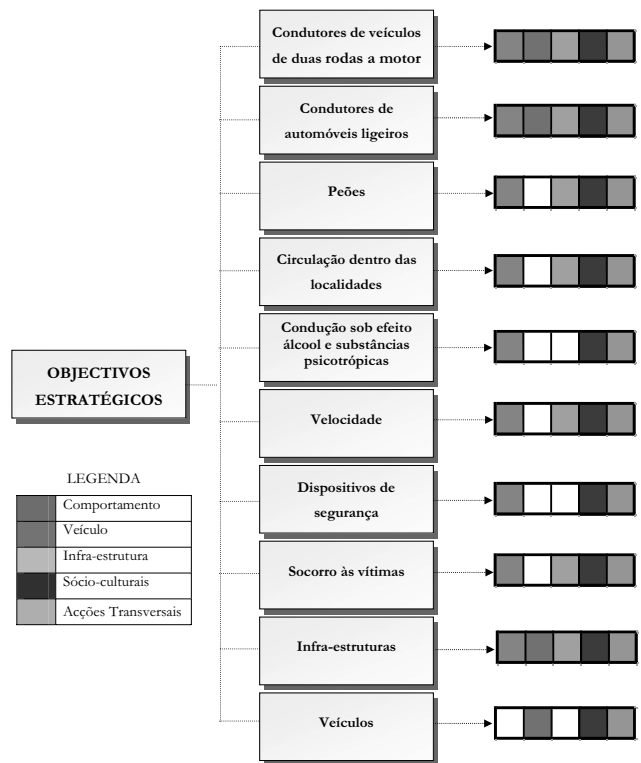 Condutores de veículos
de duas rodas a motor
Condutores de
automóveis ligeiros
Peões
Circulação dentro das
localidades
Condução sob efeito
álcool e substâncias
psicotrópicas
OBJECTIVOS
ESTRATÉGICOS
Velocidade
LEGENDA
Comportamento
Veículo
Infra-estrutura
Sócio-culturais
Acções Transversais
Dispositivos de
segurança
Socorro às vítimas
Infra-estruturas
Veículos